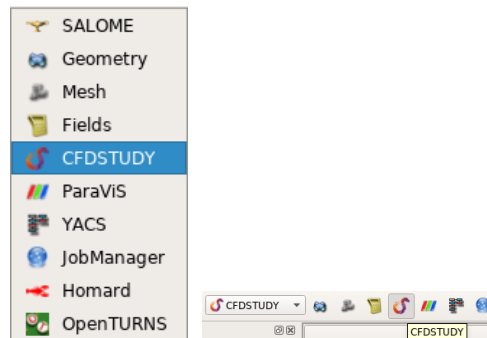 SALOME
Geometry
Mesh
Fields
CFDSTUDY
ParaViS
YACS
JobManager
Homard
OpenTURNS
CFDSTUDY
CFDSTUDY